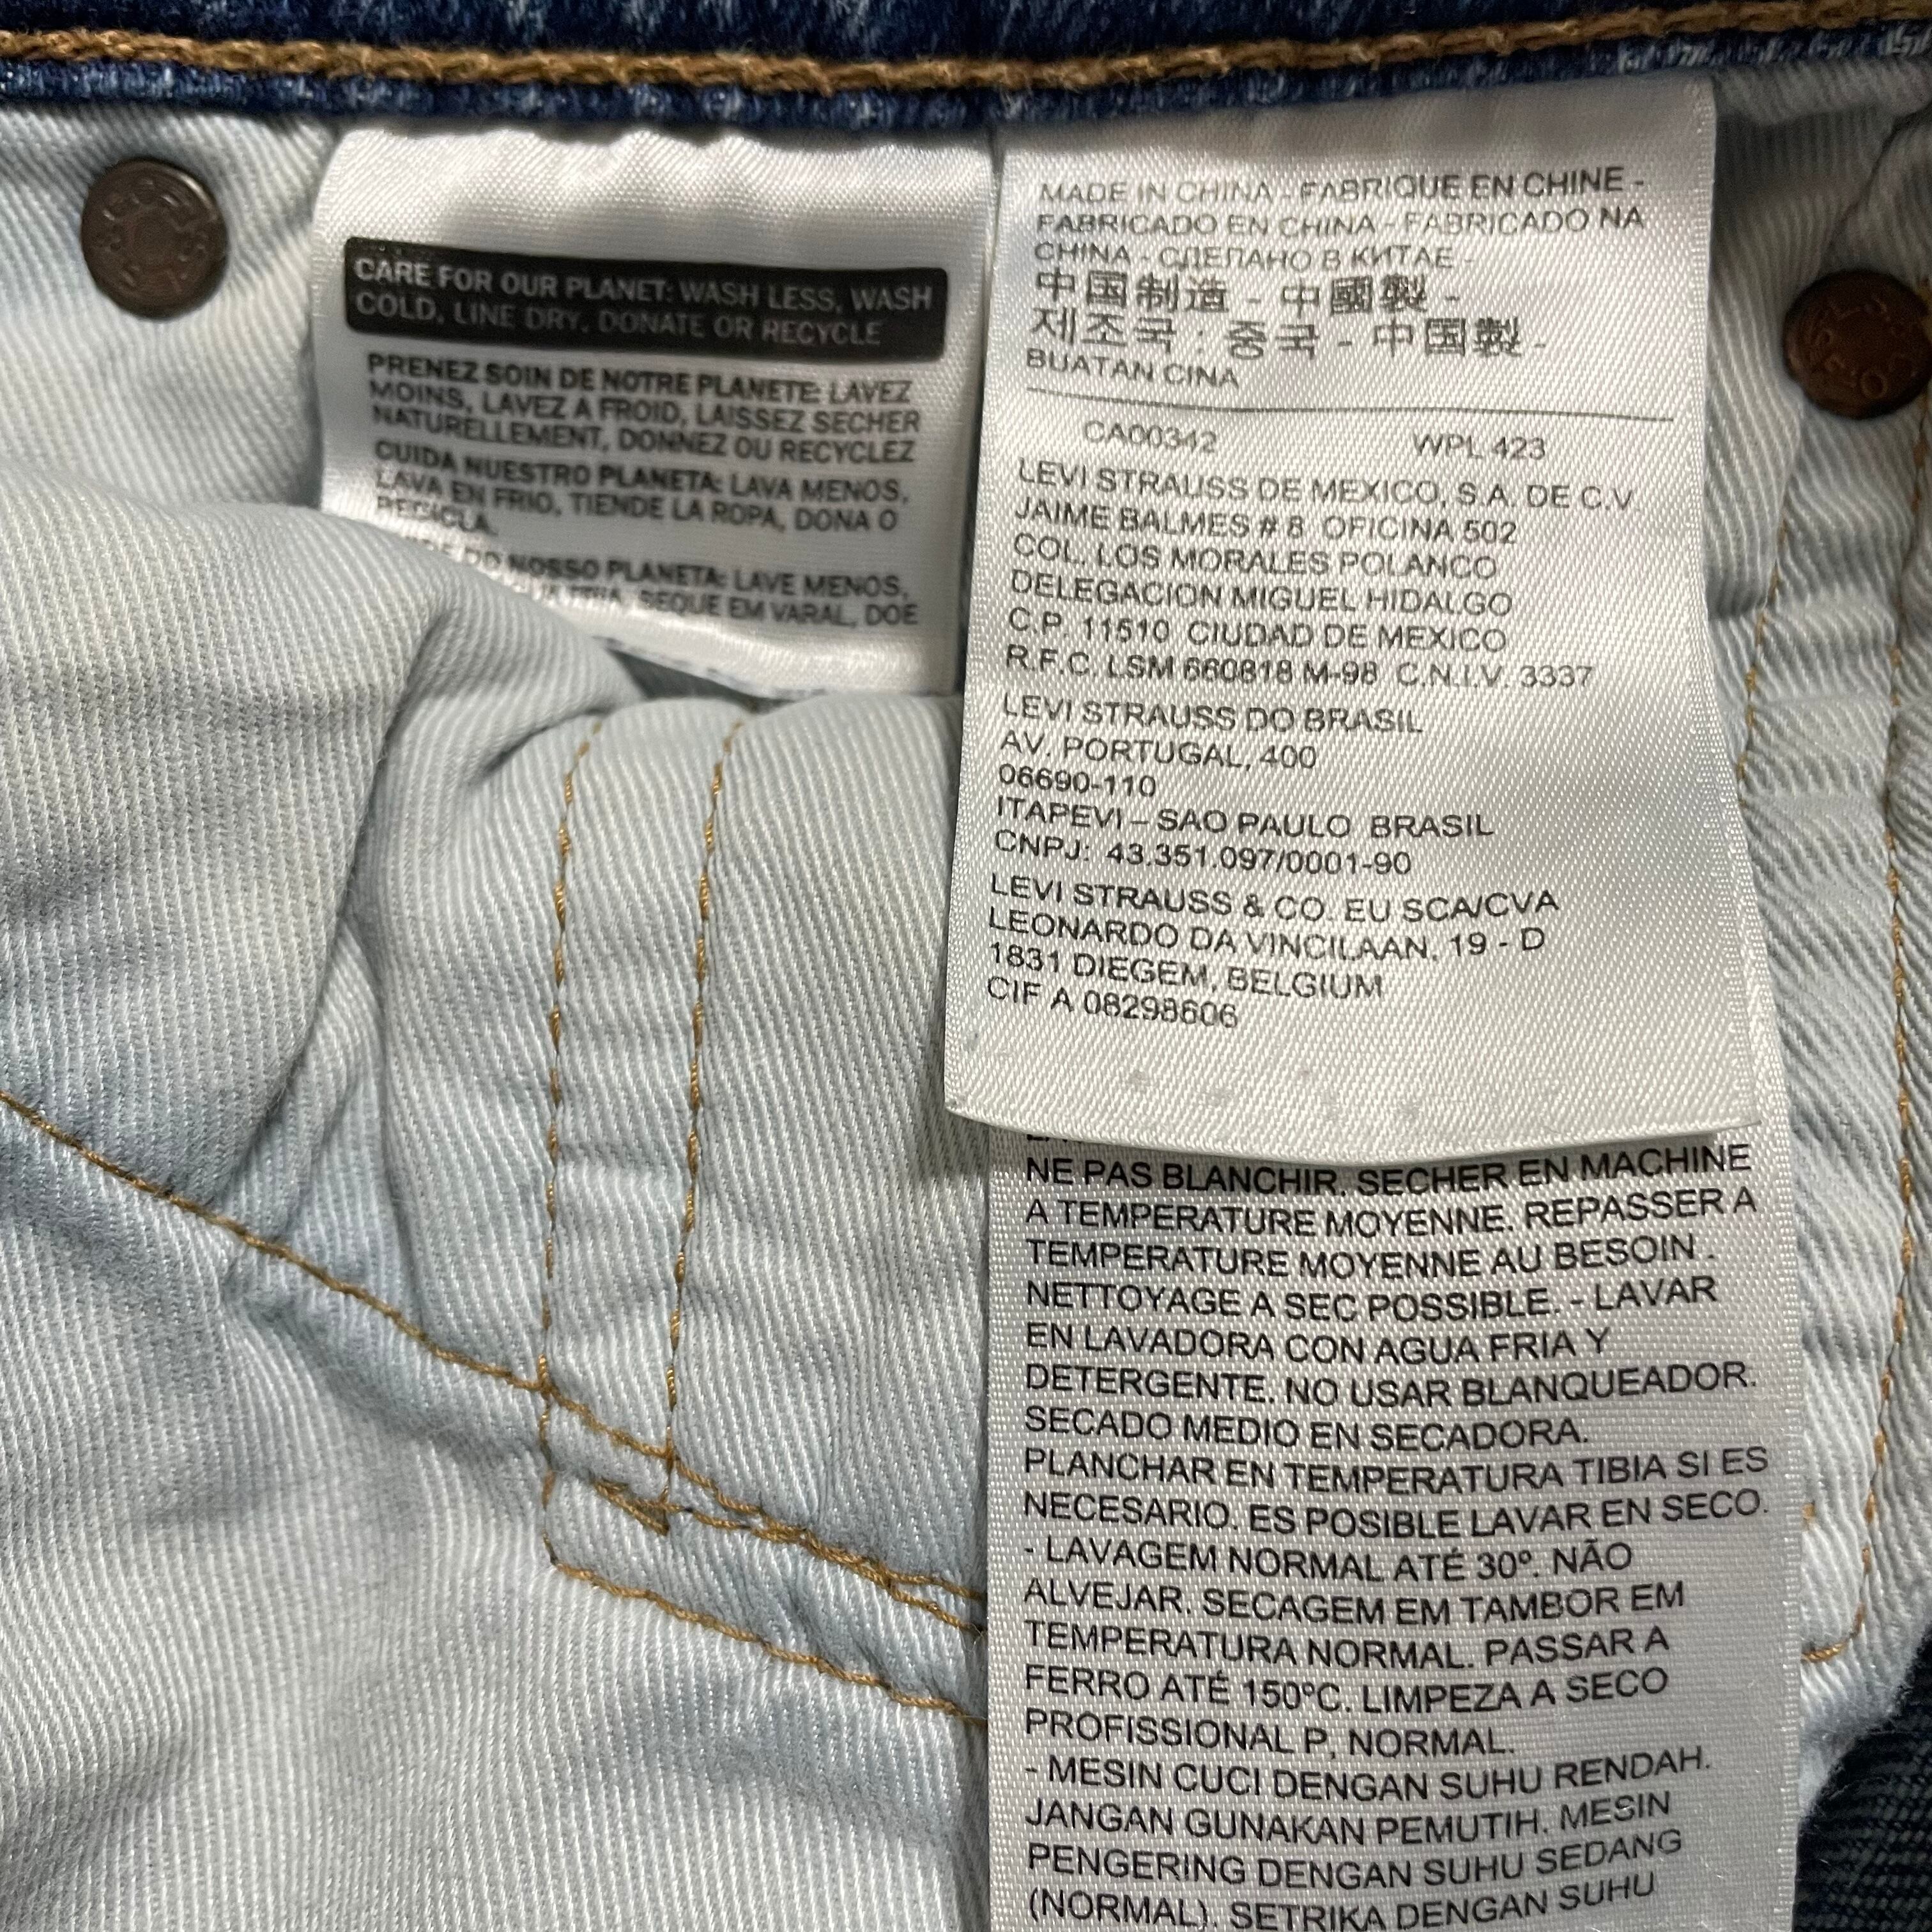 CARE FOR OUR PLANET: WASH LESS, WASH
COLD, LINE DRY, DONATE OR RECYCLE
PRENEZ SOIN DE NOTRE PLANETE: LAVEZ
MOINS, LAVEZ A FROID, LAISSEZ SECHER
NATURELLEMENT, DONNEZ OU RECYCLEZ
CUIDA NUESTRO PLANETA: LAVA MENOS,
LAVA EN FRIO, TIENDE LA ROPA, DONA O
RECICLA.
DO NOSSO PLANETA: LAVE MENOS,
SEQUE EM VARAL, DOE
MADE IN CHINA - FABRIQUE EN CHINE -
FABRICADO EN CHINA - FABRICADO NA
CHINA - СДЕЛАНО В КИТАЕ -
中国制造 - 中國製 -
제조국 : 중국 - 中国製 -
BUATAN CINA
CA00342 WPL 423
LEVI STRAUSS DE MEXICO, S.A. DE C.V.
JAIME BALMES # 8 OFICINA 502
COL. LOS MORALES POLANCO
DELEGACION MIGUEL HIDALGO
C.P. 11510 CIUDAD DE MEXICO
R.F.C. LSM 660818 M-98 C.N.I.V. 3337
LEVI STRAUSS DO BRASIL
AV. PORTUGAL, 400
06690-110
ITAPEVI – SAO PAULO BRASIL
CNPJ: 43.351.097/0001-90
LEVI STRAUSS & CO. EU SCA/CVA
LEONARDO DA VINCILAAN, 19 - D
1831 DIEGEM, BELGIUM
CIF A 08298606
NE PAS BLANCHIR. SECHER EN MACHINE
A TEMPERATURE MOYENNE. REPASSER A
TEMPERATURE MOYENNE AU BESOIN .
NETTOYAGE A SEC POSSIBLE. - LAVAR
EN LAVADORA CON AGUA FRIA Y
DETERGENTE. NO USAR BLANQUEADOR.
SECADO MEDIO EN SECADORA.
PLANCHAR EN TEMPERATURA TIBIA SI ES
NECESARIO. ES POSIBLE LAVAR EN SECO.
- LAVAGEM NORMAL ATÉ 30º. NÃO
ALVEJAR. SECAGEM EM TAMBOR EM
TEMPERATURA NORMAL. PASSAR A
FERRO ATÉ 150°C. LIMPEZA A SECO
PROFISSIONAL P, NORMAL.
- MESIN CUCI DENGAN SUHU RENDAH.
JANGAN GUNAKAN PEMUTIH. MESIN
PENGERING DENGAN SUHU SEDANG
(NORMAL). SETRIKA DENGAN SUHU